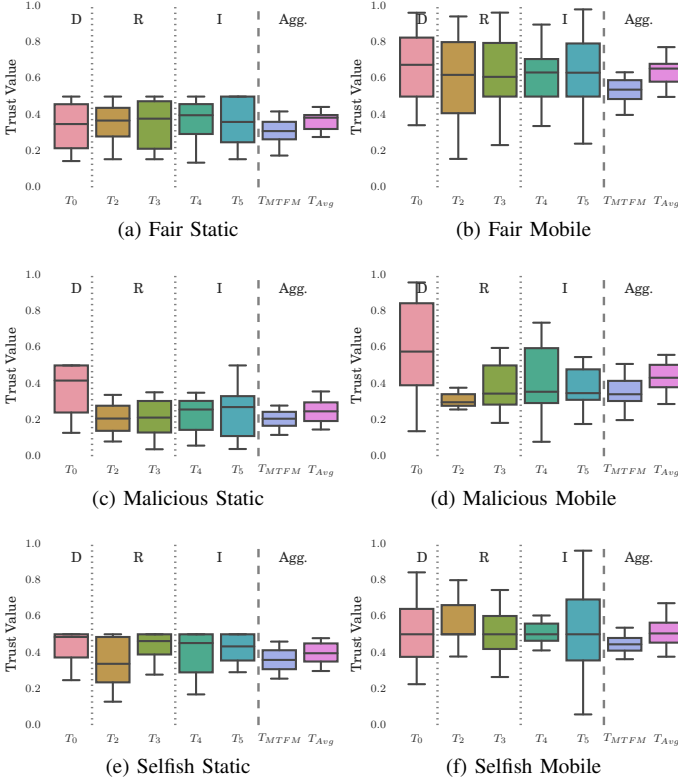 D R I Agg.
1.0
0.8
0.6
0.4
0.2
0.0
Trust Value
T0 T2 T3 T4 T5 TMTFM TAvg
(a) Fair Static
D R I Agg.
1.0
0.8
0.6
0.4
0.2
0.0
Trust Value
T0 T2 T3 T4 T5 TMTFM TAvg
(b) Fair Mobile
D R I Agg.
1.0
0.8
0.6
0.4
0.2
0.0
Trust Value
T0 T2 T3 T4 T5 TMTFM TAvg
(c) Malicious Static
D R I Agg.
1.0
0.8
0.6
0.4
0.2
0.0
Trust Value
T0 T2 T3 T4 T5 TMTFM TAvg
(d) Malicious Mobile
D R I Agg.
1.0
0.8
0.6
0.4
0.2
0.0
Trust Value
T0 T2 T3 T4 T5 TMTFM TAvg
(e) Selfish Static
D R I Agg.
1.0
0.8
0.6
0.4
0.2
0.0
Trust Value
T0 T2 T3 T4 T5 TMTFM TAvg
(f) Selfish Mobile